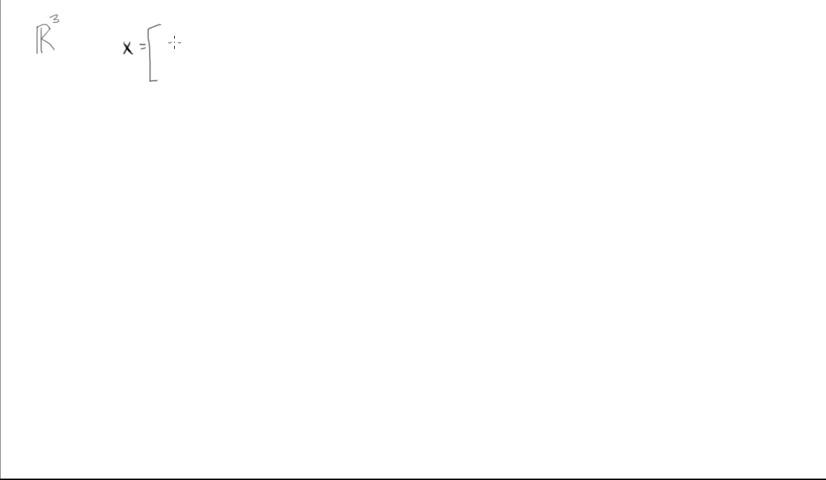 ℝ³ x = [